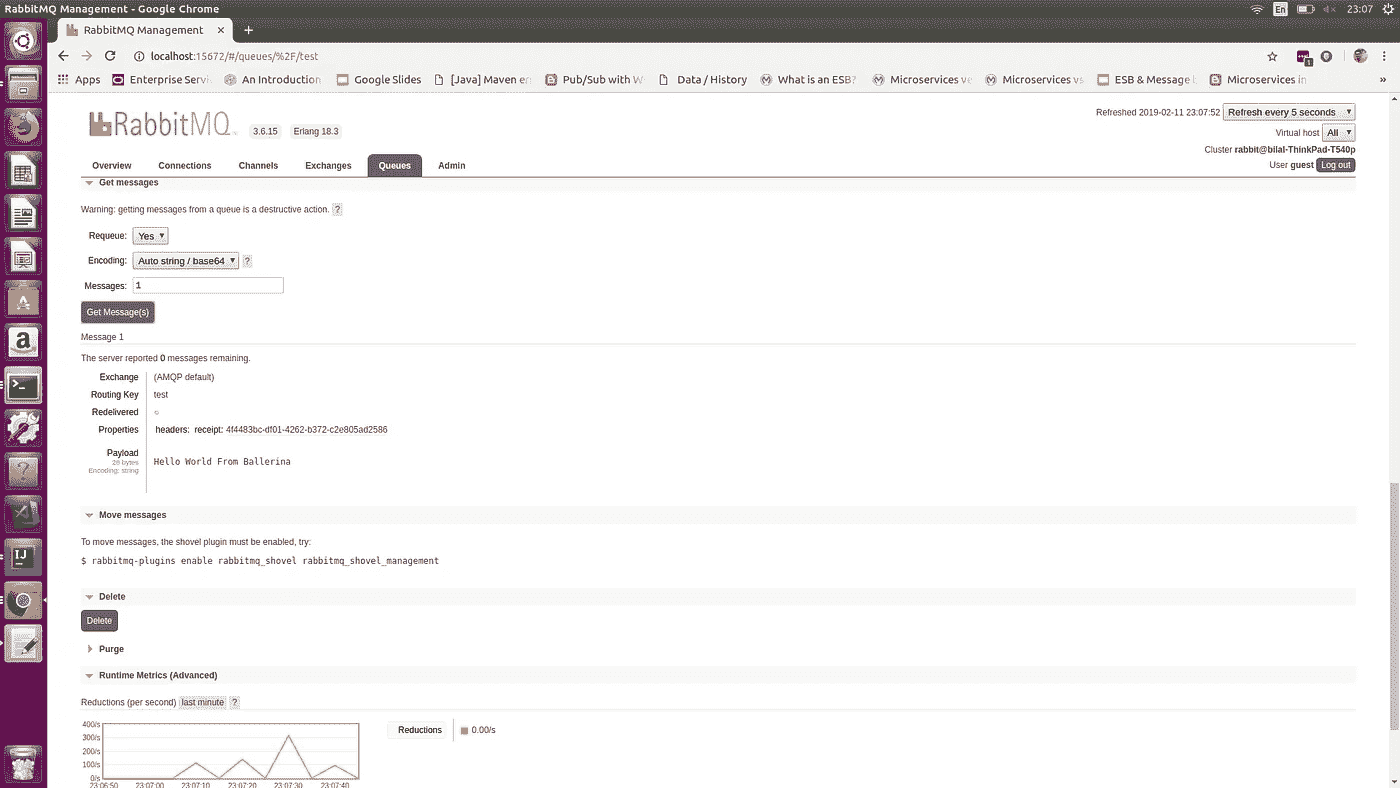 RabbitMQ Management - Google Chrome
En
23:07
RabbitMQ Management
localhost:15672/#/queues/%2F/test
Apps
Enterprise Servi
An Introduction
Google Slides
[Java] Maven en
Pub/Sub with W
Data / History
What is an ESB?
Microservices ve
Microservices vs
ESB & Message
Microservices in
RabbitMQ
3.6.15
Erlang 18.3
Refreshed 2019-02-11 23:07:52 Refresh every 5 seconds
Virtual host All
Cluster rabbit@bilal-ThinkPad-T540p
User guest Log out
Overview Connections Channels Exchanges Queues Admin
Get messages
Warning: getting messages from a queue is a destructive action. ?
Requeue: Yes
Encoding: Auto string / base64 ?
Messages: 1
Get Message(s)
Message 1
The server reported 0 messages remaining.
Exchange (AMQP default)
Routing Key test
Redelivered
Properties headers: receipt: 4f4483bc-df01-4262-b372-c2e805ad2586
Payload
Encoding: string
Hello World From Ballerina
Move messages
To move messages, the shovel plugin must be enabled, try:
$ rabbitmq-plugins enable rabbitmq_shovel rabbitmq_shovel_management
Delete
Delete
Purge
Runtime Metrics (Advanced)
Reductions (per second) last minute ?
400/s
300/s
200/s
100/s
0/s
23:06:50 23:07:00 23:07:10 23:07:20 23:07:30 23:07:40
Reductions 0.00/s